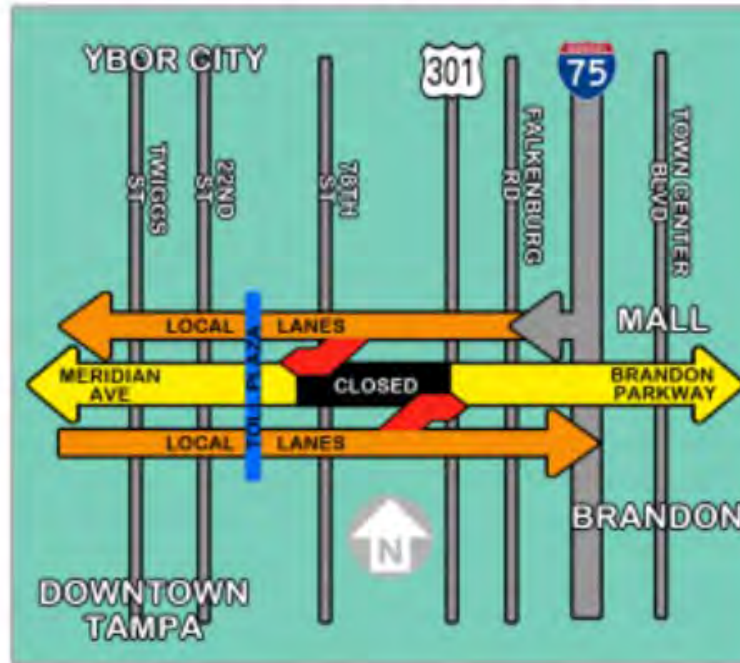 YBOR CITY
301
75
TWIGGS
ST
22ND
ST
78TH
ST
FALKENBURG
RD
TOWN CENTER
BLVD
LOCAL LANES
MALL
MERIDIAN
AVE
TOLL PLAZA
CLOSED
BRANDON
PARKWAY
LOCAL LANES
N
BRANDON
DOWNTOWN
TAMPA